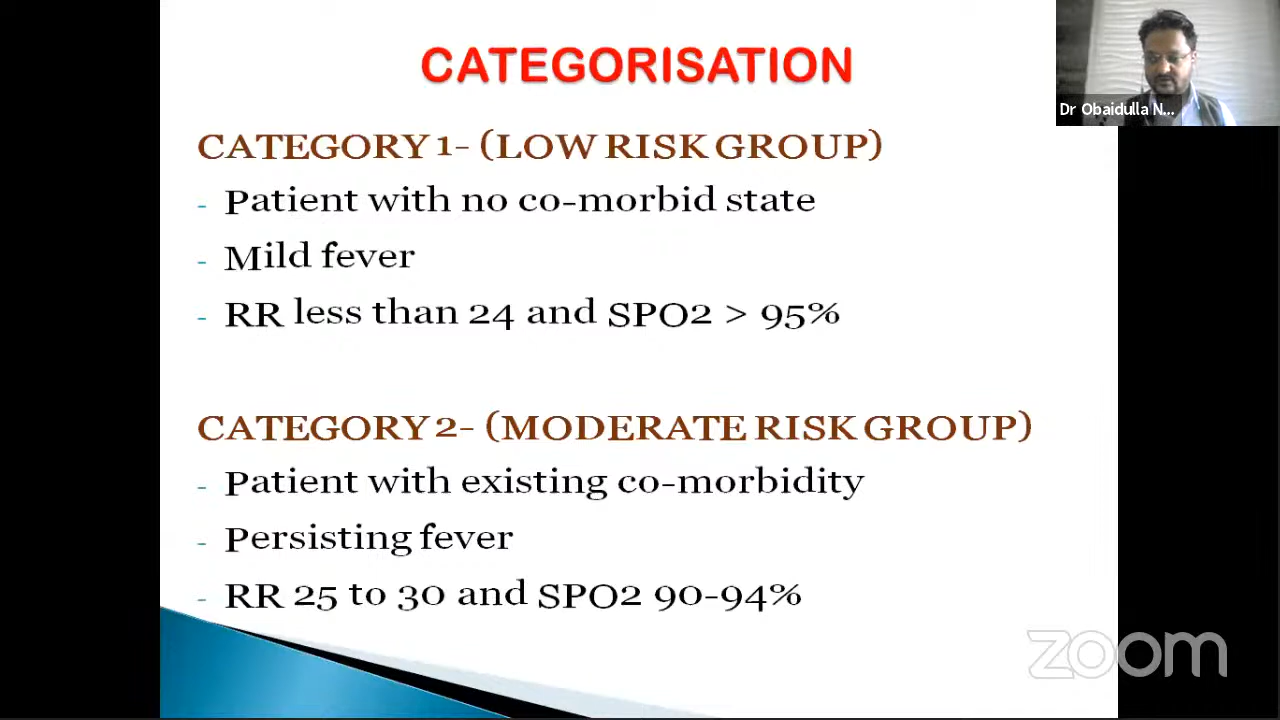 CATEGORISATION
Dr Obaidulla N...
CATEGORY 1- (LOW RISK GROUP)
- Patient with no co-morbid state
- Mild fever
- RR less than 24 and SPO2 > 95%
CATEGORY 2- (MODERATE RISK GROUP)
- Patient with existing co-morbidity
- Persisting fever
- RR 25 to 30 and SPO2 90-94%
zoom